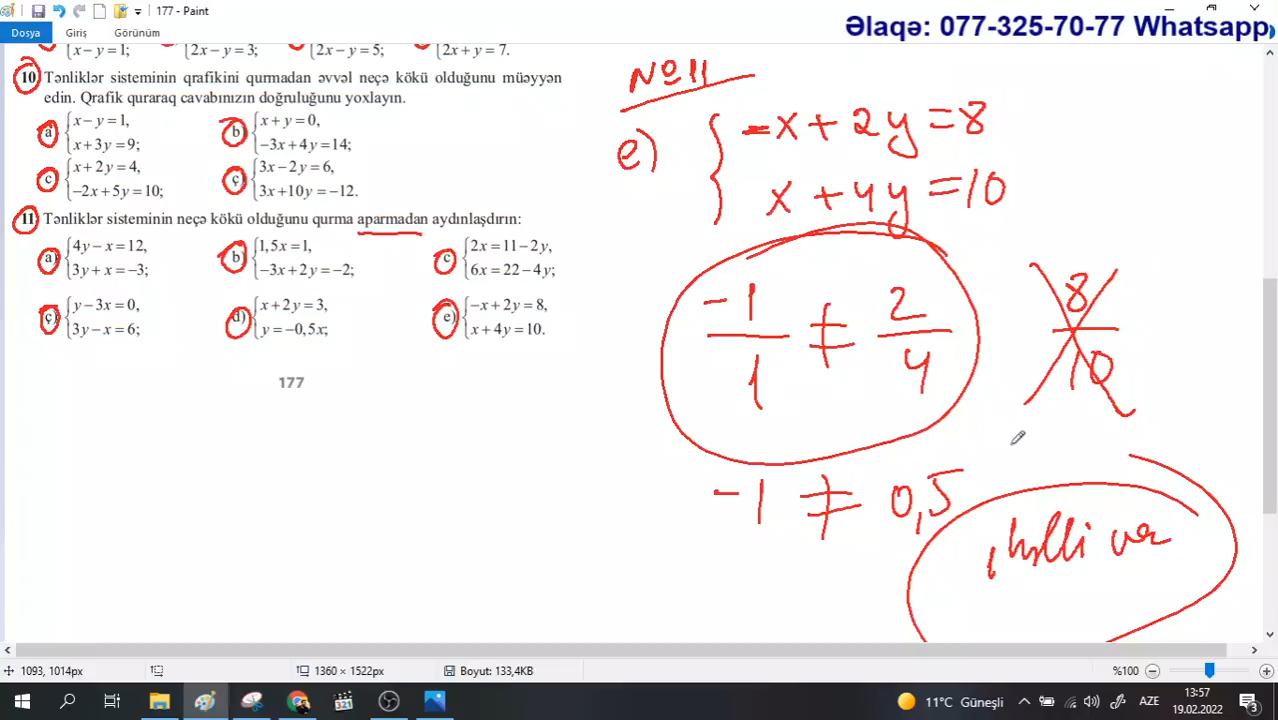 177 - Paint
Əlaqə: 077-325-70-77 Whatsapp
Dosya Giriş Görünüm
x – y = 1; 2x – y = 3; 2x – y = 5; 2x + y = 7.
10 Tənliklər sisteminin qrafikini qurmadan əvvəl neçə kökü olduğunu müəyyən
edin. Qrafik quraraq cavabınızın doğruluğunu yoxlayın.
a) {x – y = 1, b) {x + y = 0,
x + 3y = 9; –3x + 4y = 14;
c) {x + 2y = 4, ç) {3x – 2y = 6,
–2x + 5y = 10; 3x + 10y = –12.
11 Tənliklər sisteminin neçə kökü olduğunu qurma aparmadan aydınlaşdırın:
a) {4y – x = 12, b) {1,5x = 1, c) {2x = 11 – 2y,
3y + x = –3; –3x + 2y = –2; 6x = 22 – 4y;
ç) {y – 3x = 0, d) {x + 2y = 3, e) {–x + 2y = 8,
3y – x = 6; y = –0,5x; x + 4y = 10.
177
№11
e) {-x + 2y = 8
x + 4y = 10
-1/1 ≠ 2/4 8/10
-1 ≠ 0,5
həlli var
1093, 1014px 1360 × 1522px Boyut: 133,4KB %100
321 11°C Güneşli AZE 13:57
19.02.2022 3